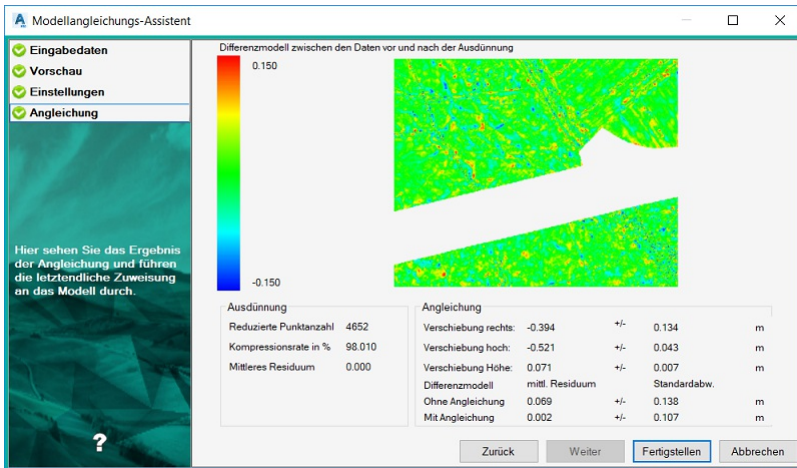 Modellangleichungs-Assistent
Eingabedaten
Vorschau
Einstellungen
Angleichung
Hier sehen Sie das Ergebnis
der Angleichung und führen
die letztendliche Zuweisung
an das Modell durch.
?
Differenzmodell zwischen den Daten vor und nach der Ausdünnung
0.150
-0.150
Ausdünnung
Reduzierte Punktanzahl 4652
Kompressionsrate in % 98.010
Mittleres Residuum 0.000
Angleichung
Verschiebung rechts: -0.394 +/- 0.134 m
Verschiebung hoch: -0.521 +/- 0.043 m
Verschiebung Höhe: 0.071 +/- 0.007 m
Differenzmodell mittl. Residuum Standardabw.
Ohne Angleichung 0.069 +/- 0.138 m
Mit Angleichung 0.002 +/- 0.107 m
Zurück Weiter Fertigstellen Abbrechen